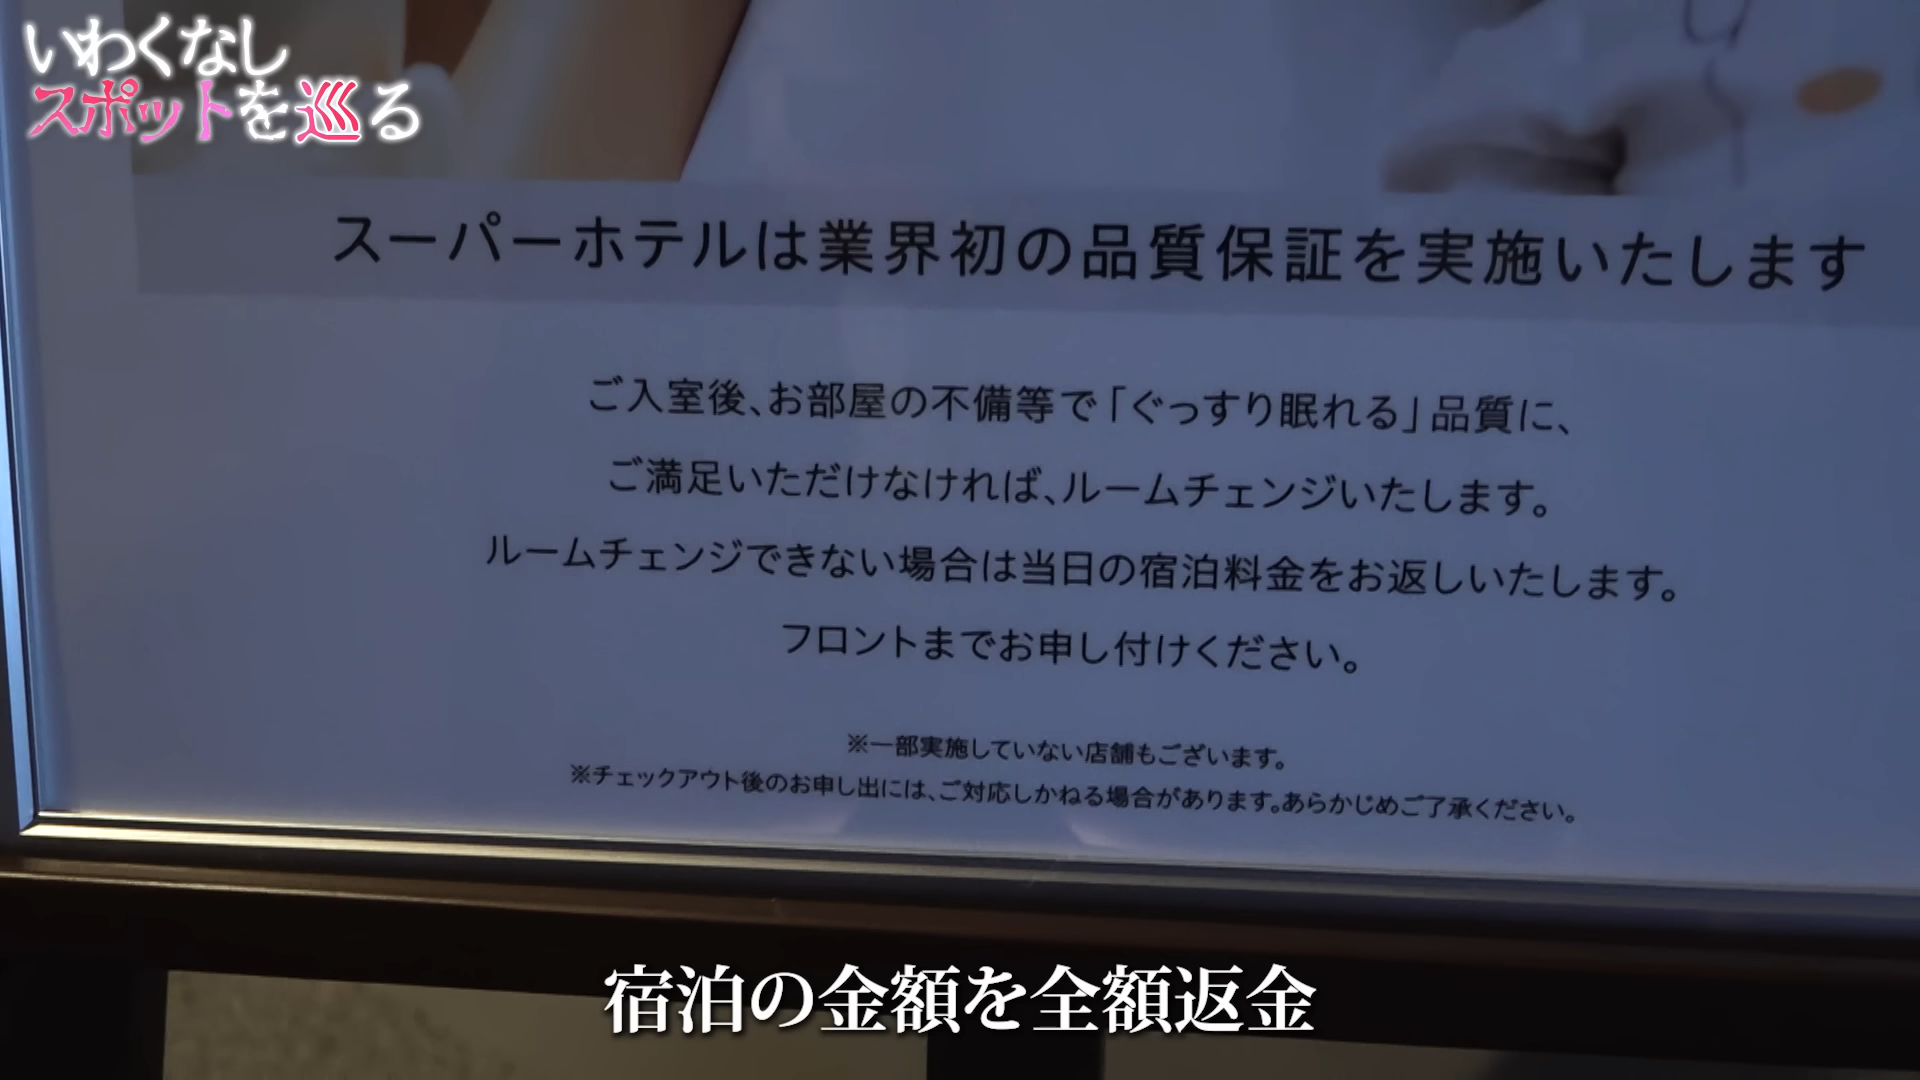 いわくなし
スポットを巡る
スーパーホテルは業界初の品質保証を実施いたします
ご入室後、お部屋の不備等で「ぐっすり眠れる」品質に、
ご満足いただけなければ、ルームチェンジいたします。
ルームチェンジできない場合は当日の宿泊料金をお返しいたします。
フロントまでお申し付けください。
※一部実施していない店舗もございます。
※チェックアウト後のお申し出には、ご対応しかねる場合があります。あらかじめご了承ください。
宿泊の金額を全額返金